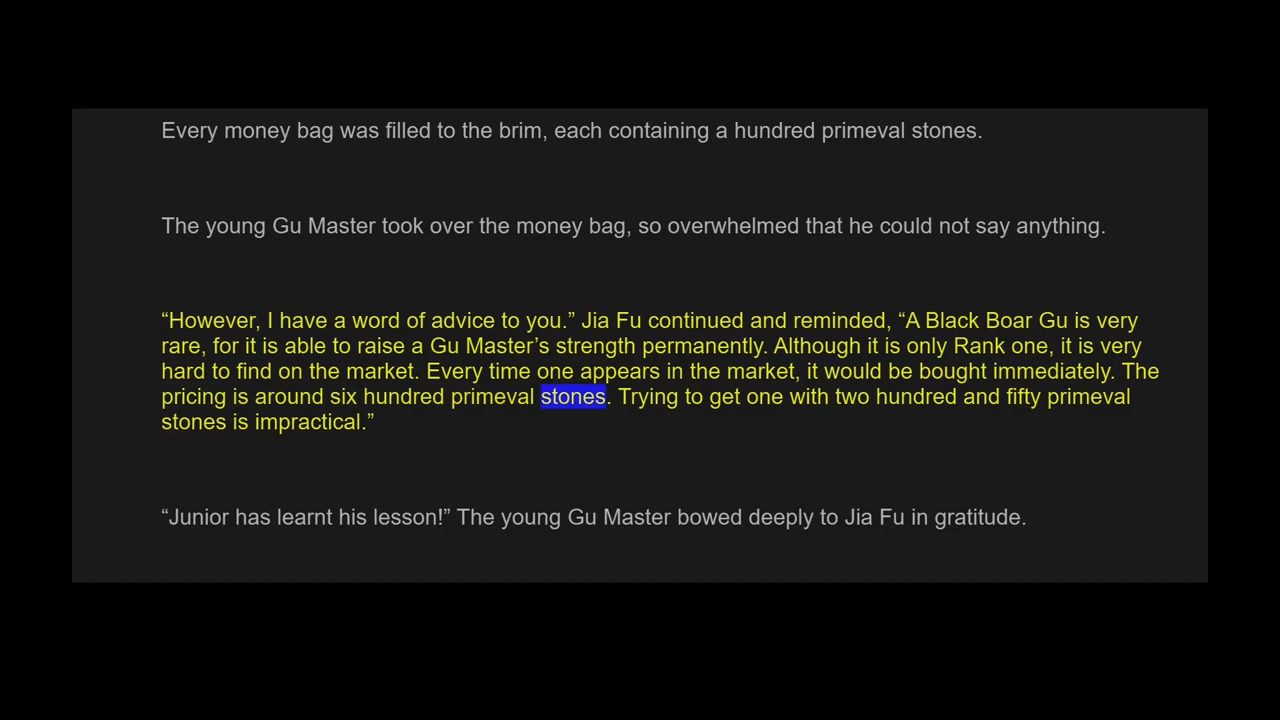 Every money bag was filled to the brim, each containing a hundred primeval stones.
The young Gu Master took over the money bag, so overwhelmed that he could not say anything.
“However, I have a word of advice to you.” Jia Fu continued and reminded, “A Black Boar Gu is very
rare, for it is able to raise a Gu Master’s strength permanently. Although it is only Rank one, it is very
hard to find on the market. Every time one appears in the market, it would be bought immediately. The
pricing is around six hundred primeval stones. Trying to get one with two hundred and fifty primeval
stones is impractical.”
“Junior has learnt his lesson!” The young Gu Master bowed deeply to Jia Fu in gratitude.